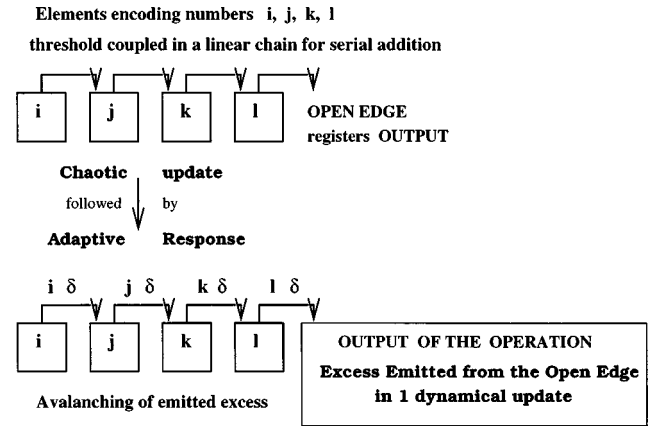 Elements encoding numbers i, j, k, l
threshold coupled in a linear chain for serial addition
i j k l OPEN EDGE
registers OUTPUT
Chaotic update
followed by
Adaptive Response
i δ j δ k δ l δ
i j k l OUTPUT OF THE OPERATION
Excess Emitted from the Open Edge
in 1 dynamical update
Avalanching of emitted excess